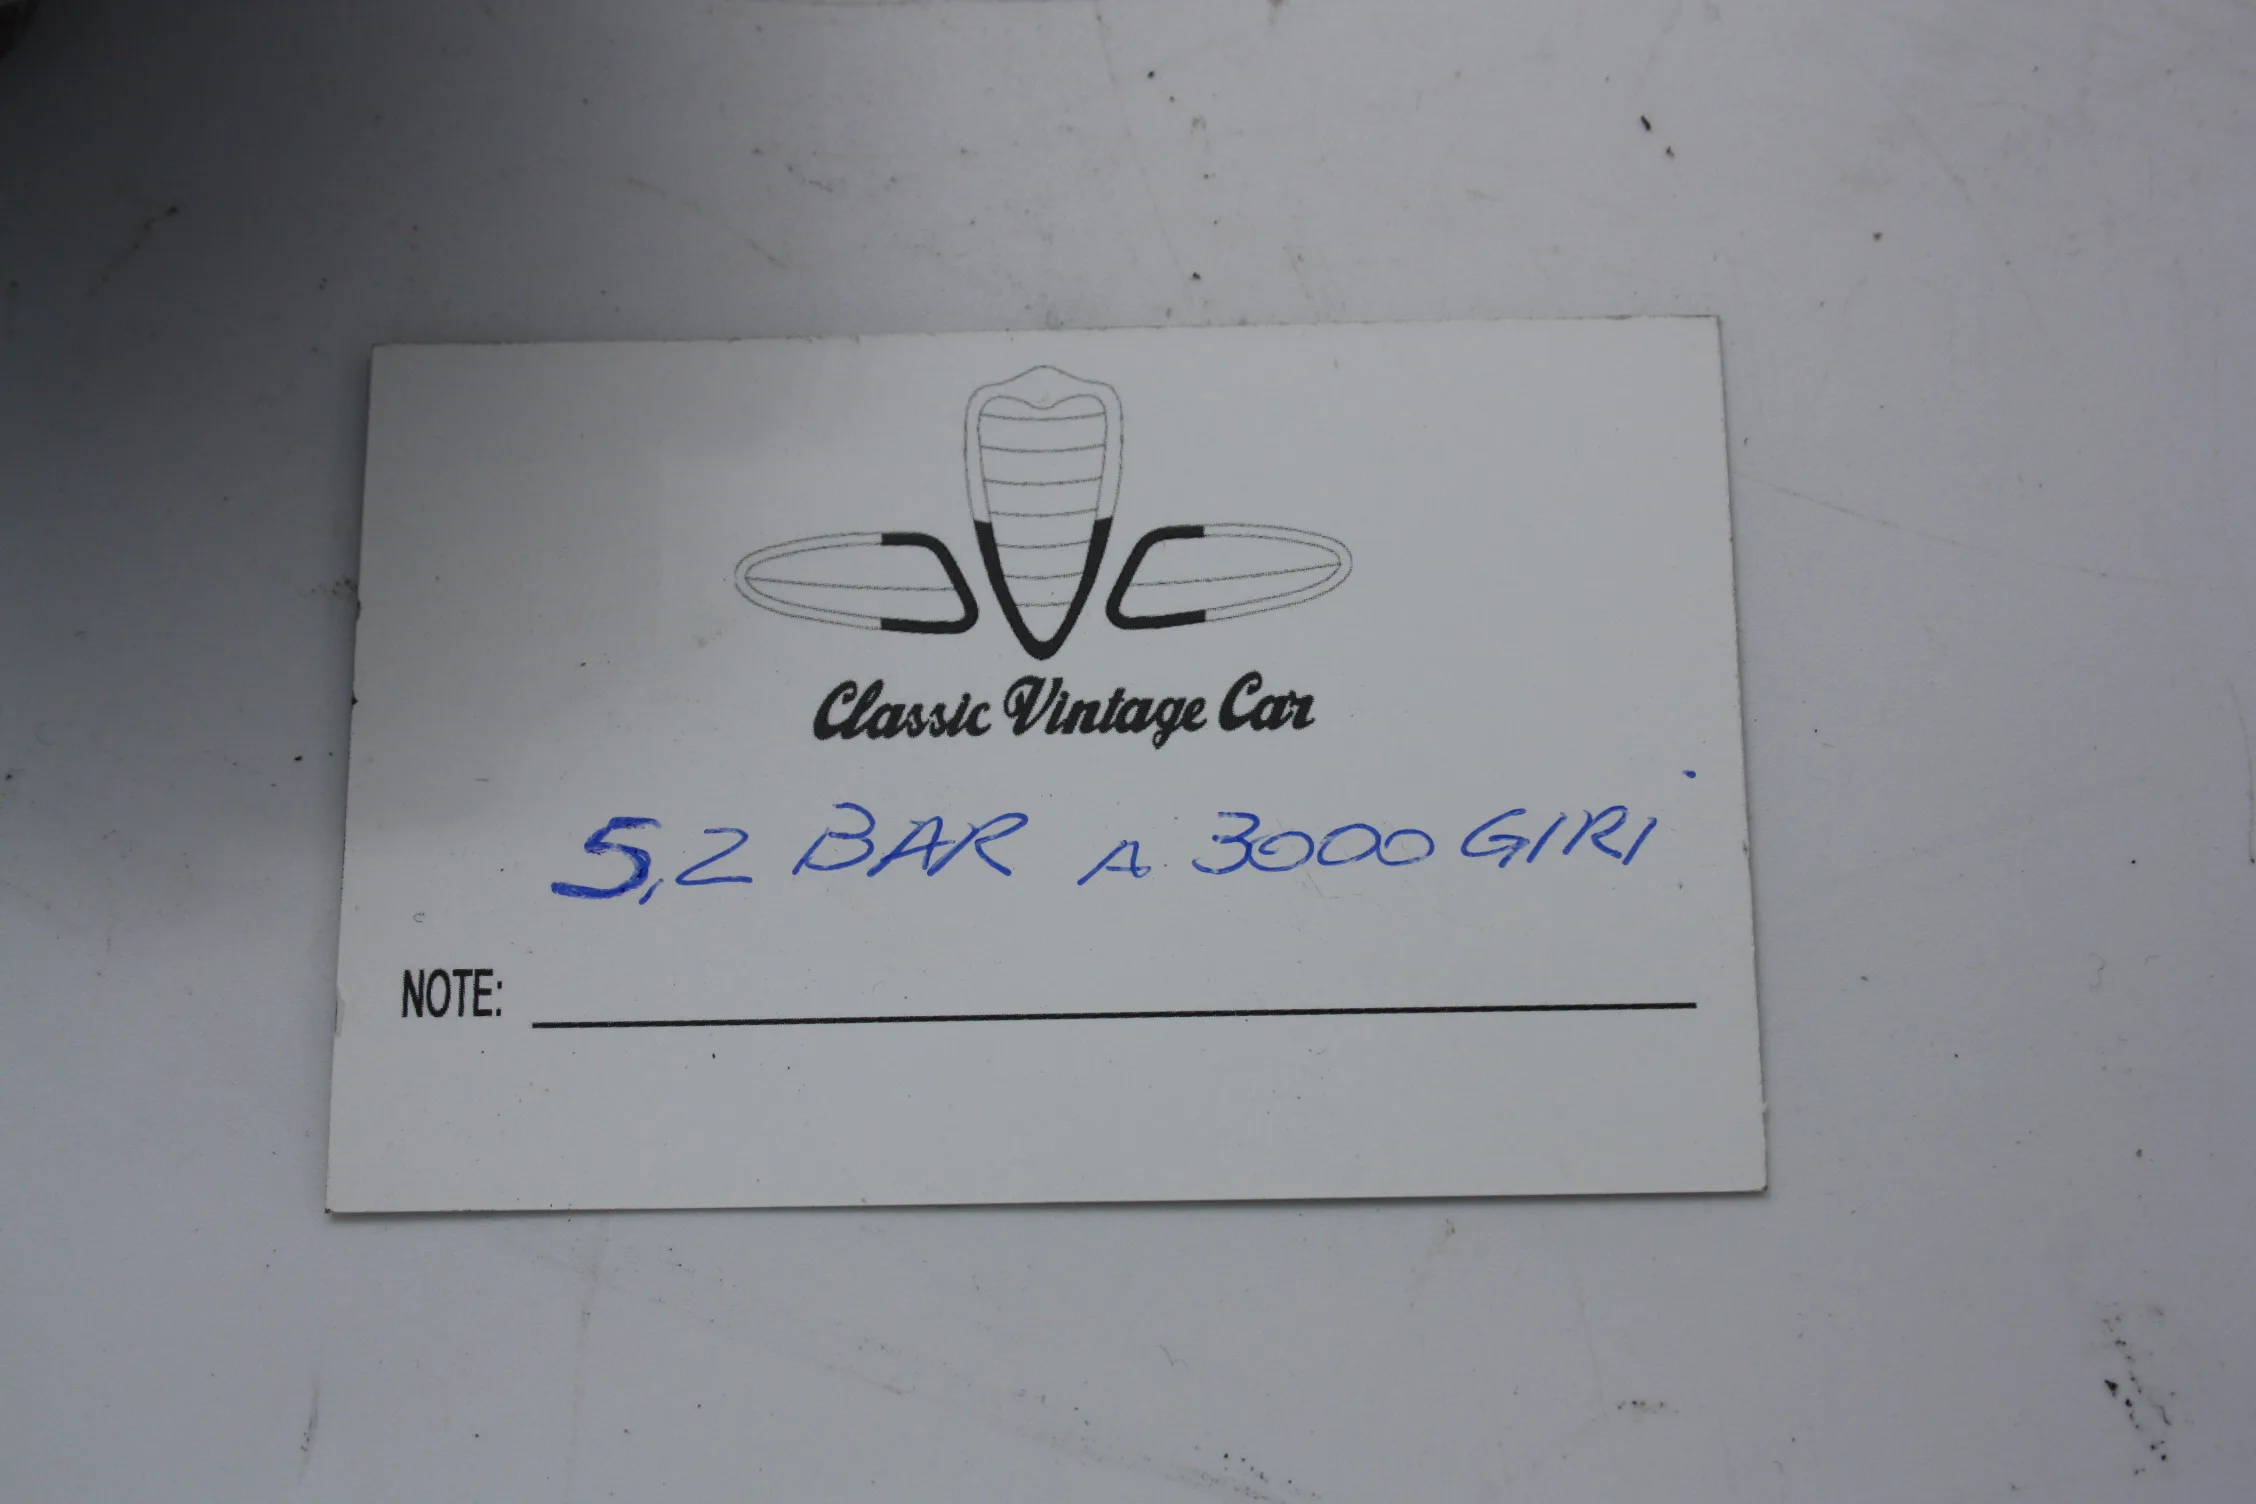 Classic Vintage Car
5,2 BAR A 3000 GIRI
NOTE: